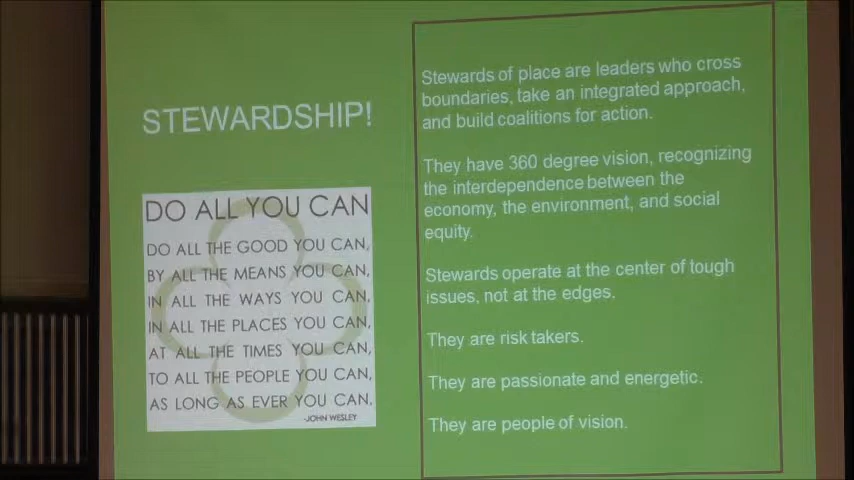 STEWARDSHIP!
DO ALL YOU CAN
DO ALL THE GOOD YOU CAN,
BY ALL THE MEANS YOU CAN,
IN ALL THE WAYS YOU CAN,
IN ALL THE PLACES YOU CAN,
AT ALL THE TIMES YOU CAN,
TO ALL THE PEOPLE YOU CAN,
AS LONG AS EVER YOU CAN.
-JOHN WESLEY
Stewards of place are leaders who cross
boundaries, take an integrated approach,
and build coalitions for action.
They have 360 degree vision, recognizing
the interdependence between the
economy, the environment, and social
equity.
Stewards operate at the center of tough
issues, not at the edges.
They are risk takers.
They are passionate and energetic.
They are people of vision.